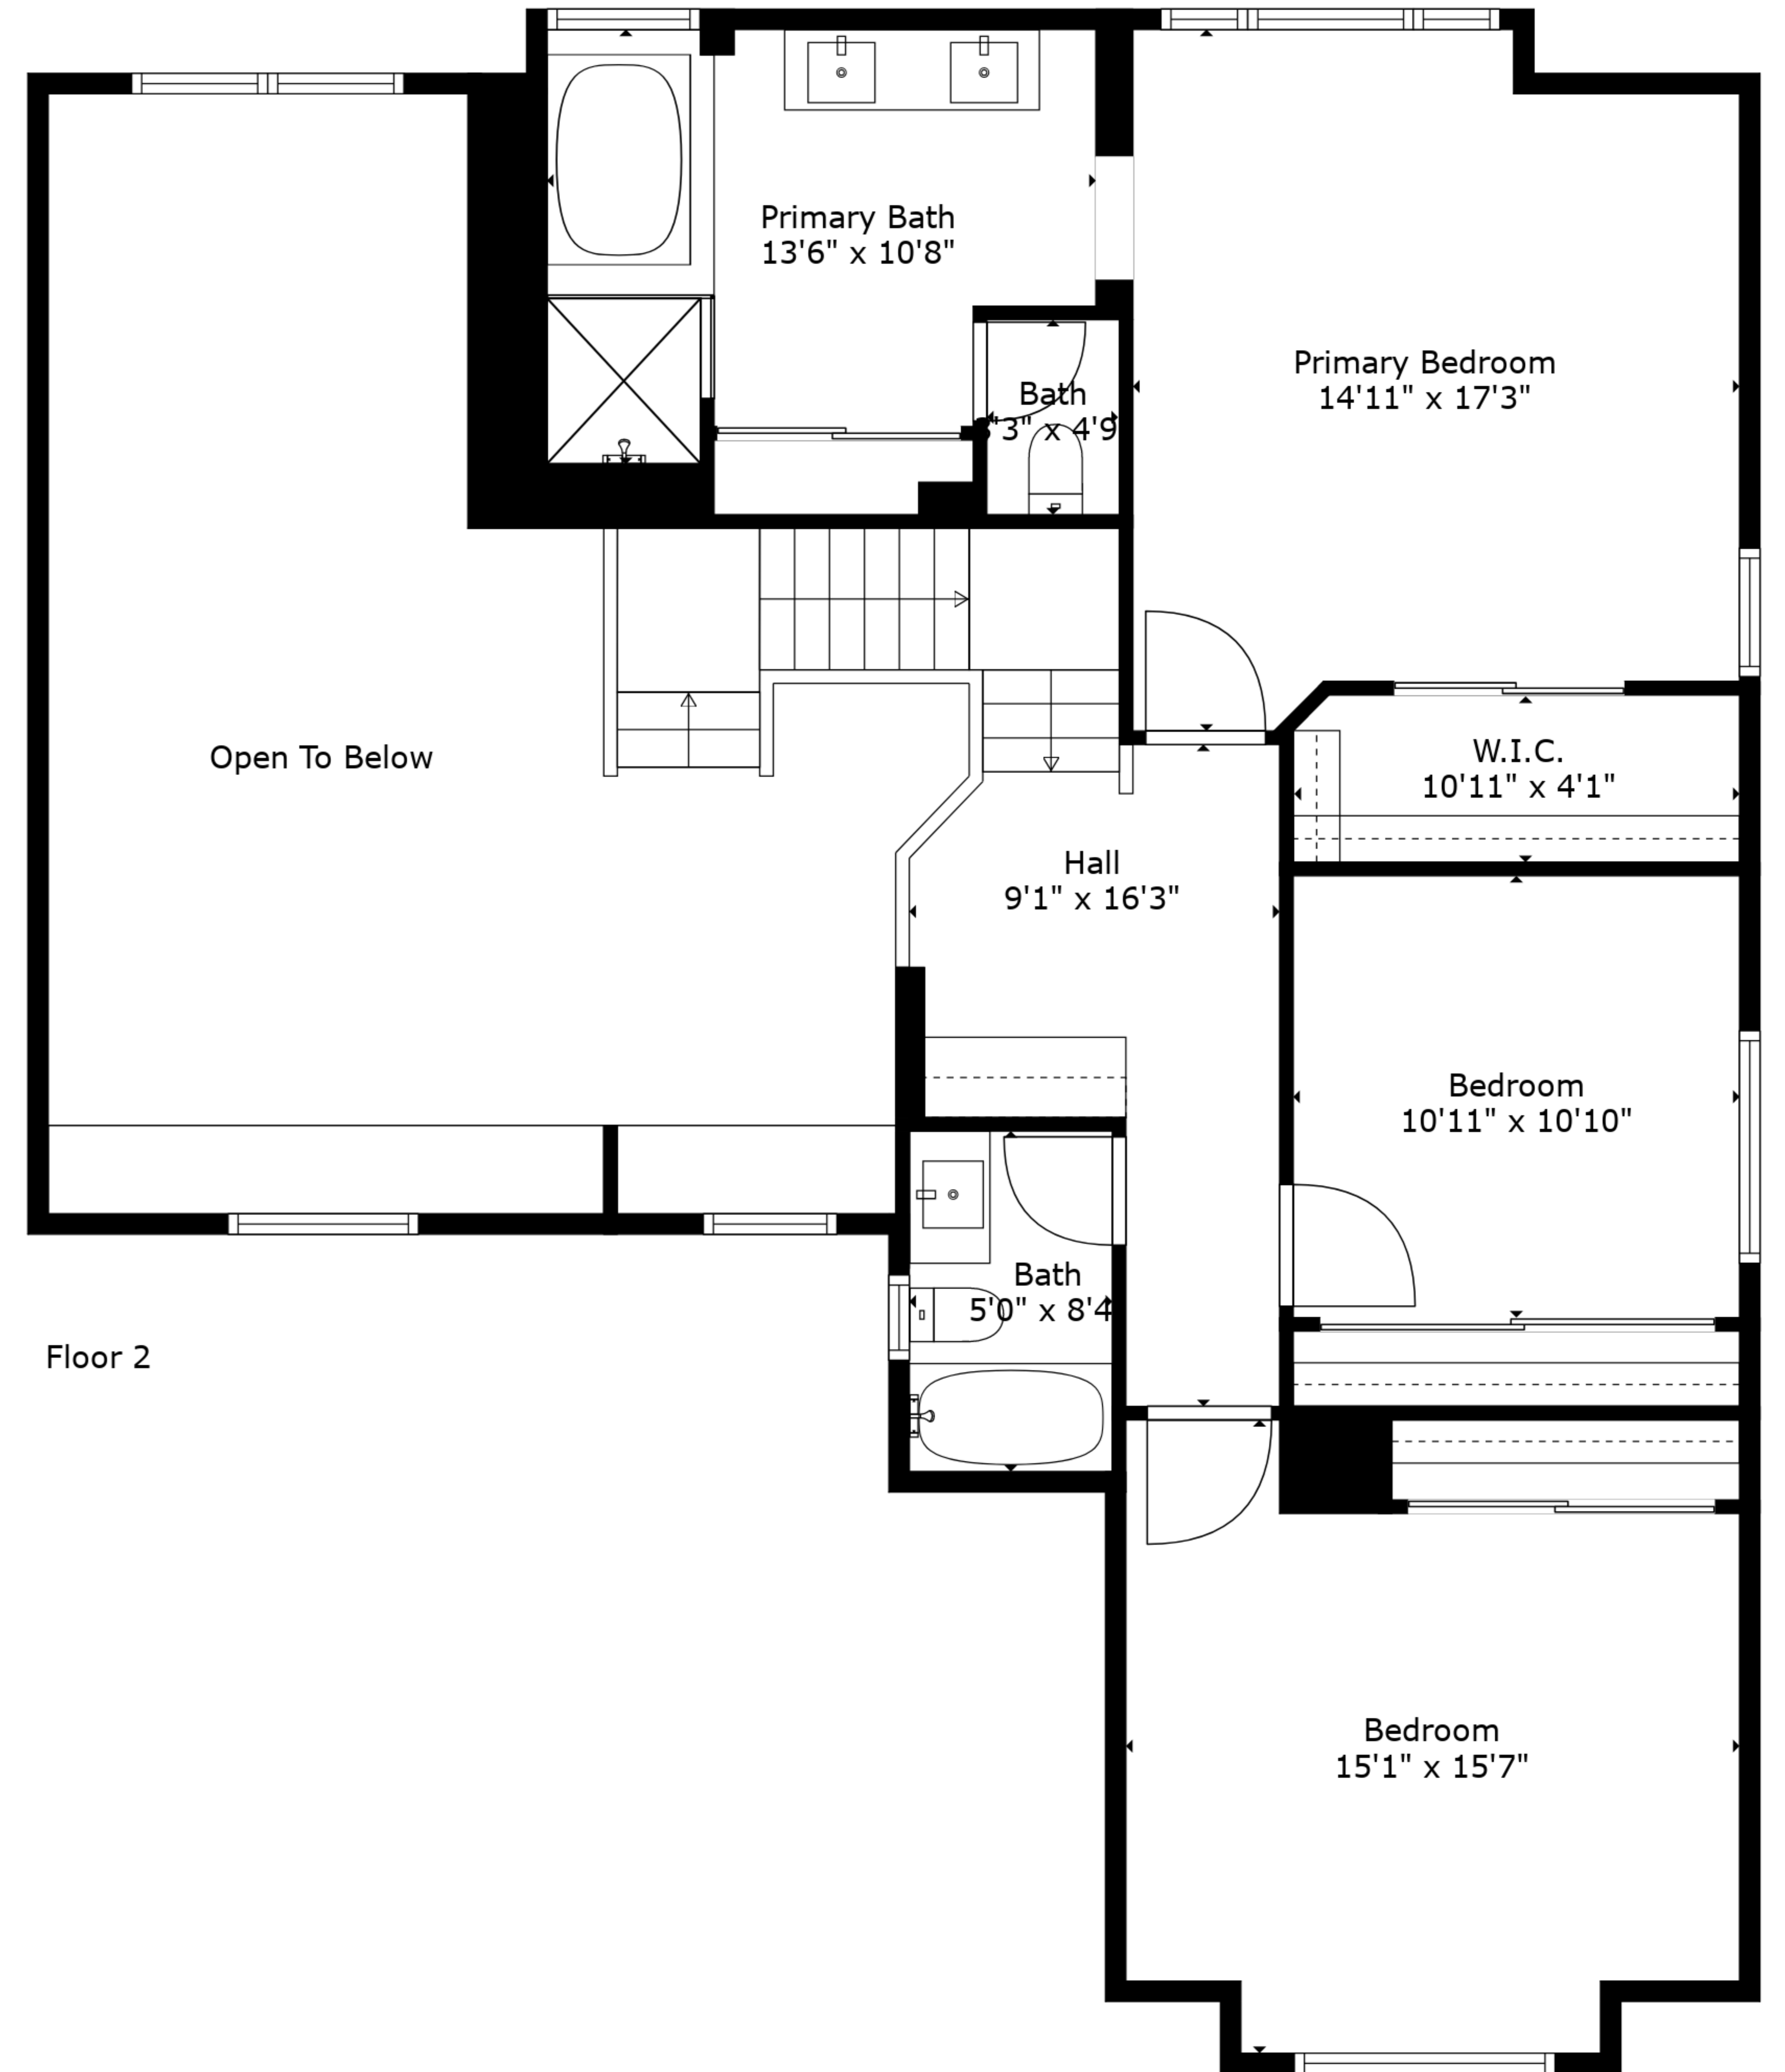 Primary Bath
13'6" x 10'8"
Bath
3'3" x 4'9
Primary Bedroom
14'11" x 17'3"
Open To Below
W.I.C.
10'11" x 4'1"
Hall
9'1" x 16'3"
Bedroom
10'11" x 10'10"
Bath
5'0" x 8'4
Floor 2
Bedroom
15'1" x 15'7"